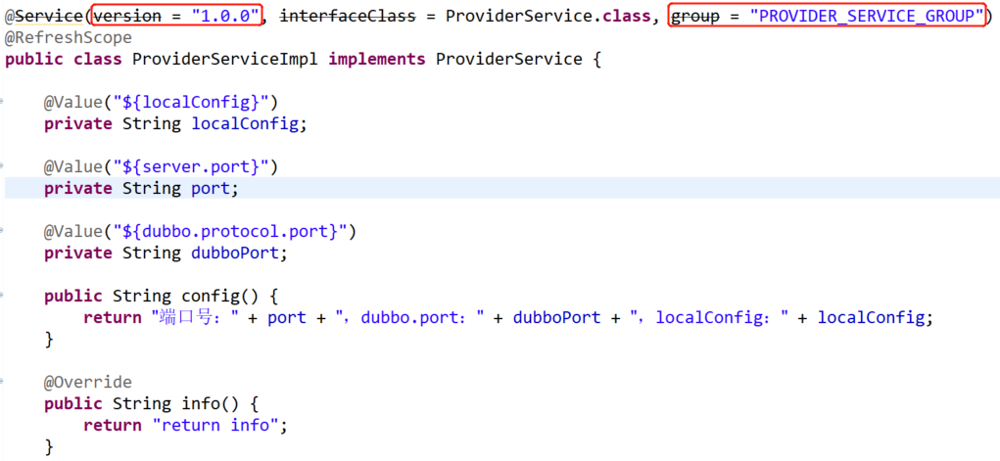 @Service(version = "1.0.0", interfaceClass = ProviderService.class, group = "PROVIDER_SERVICE_GROUP")
@RefreshScope
public class ProviderServiceImpl implements ProviderService {
@Value("${localConfig}")
private String localConfig;
@Value("${server.port}")
private String port;
@Value("${dubbo.protocol.port}")
private String dubboPort;
public String config() {
return "端口号：" + port + "，dubbo.port：" + dubboPort + "，localConfig：" + localConfig;
}
@Override
public String info() {
return "return info";
}